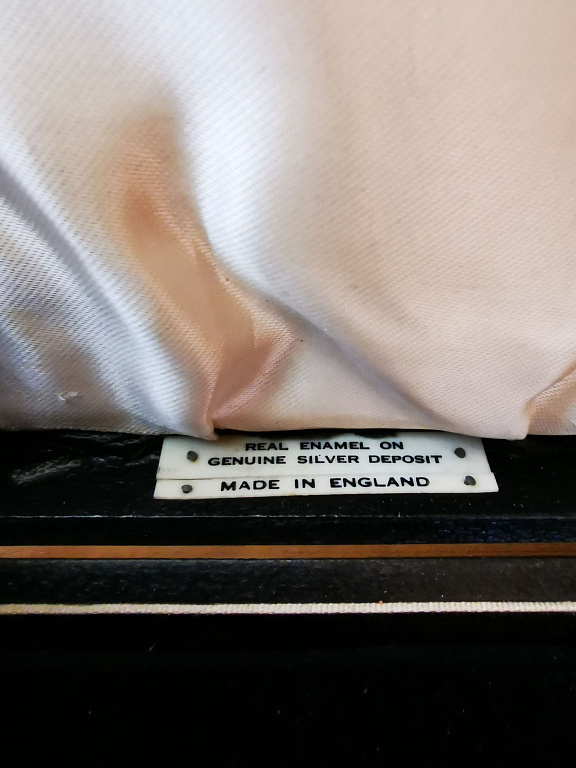 REAL ENAMEL ON
GENUINE SILVER DEPOSIT
MADE IN ENGLAND